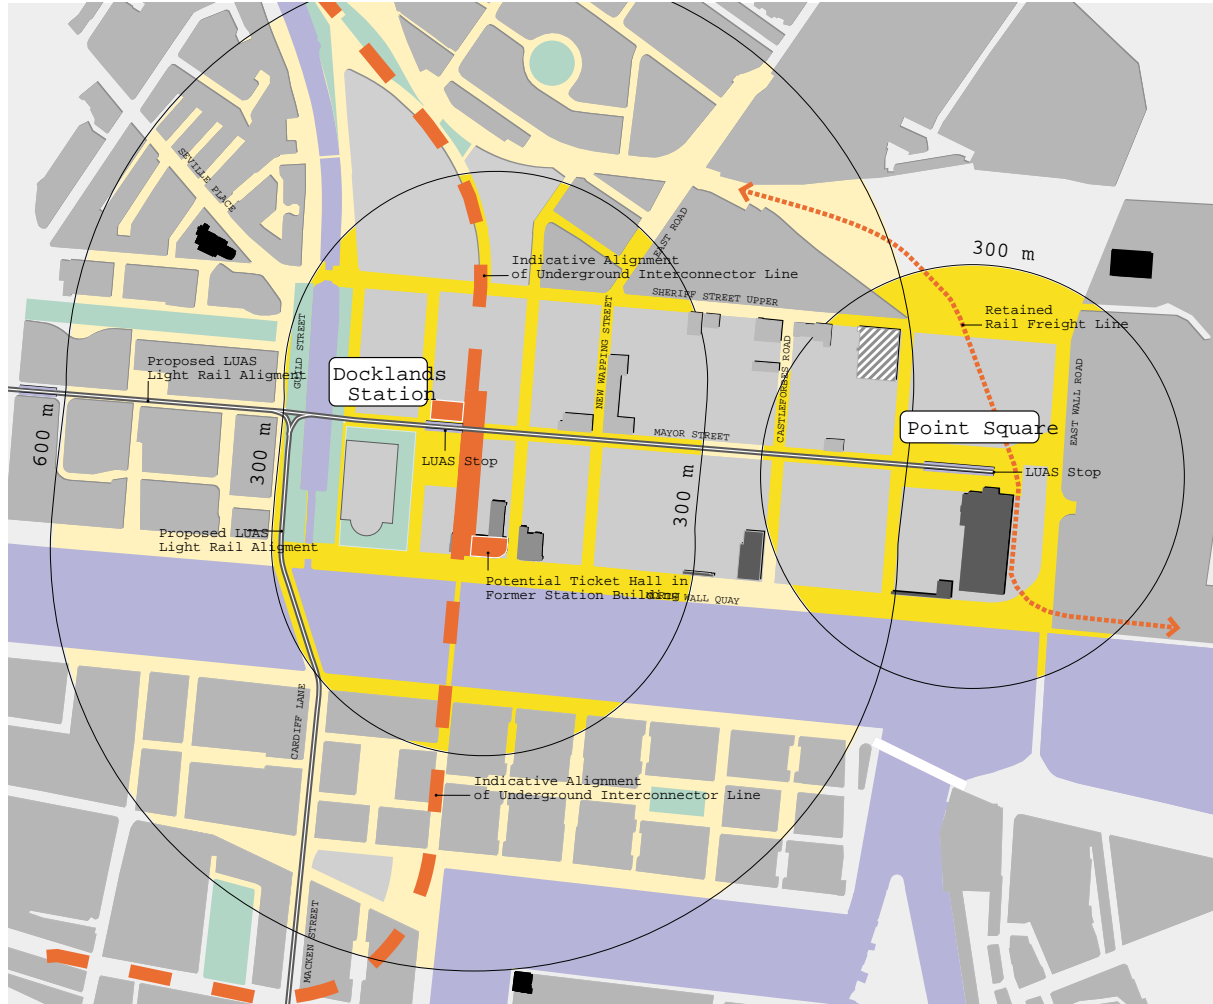 SEVILLE PLACE
EAST ROAD
300 m
Indicative Alignment
of Underground Interconnector Line
SHERIFF STREET UPPER
Retained
Rail Freight Line
GUILD STREET
NEW WAPPING STREET
CASTLEFORBES ROAD
EAST WALL ROAD
Proposed LUAS
Light Rail Aligment
Docklands
Station
600 m
300 m
MAYOR STREET
Point Square
LUAS Stop
LUAS Stop
300 m
Proposed LUAS
Light Rail Aligment
Potential Ticket Hall in
Former Station Building
WALL QUAY
CARDIFF LANE
Indicative Alignment
of Underground Interconnector Line
MACKEN STREET